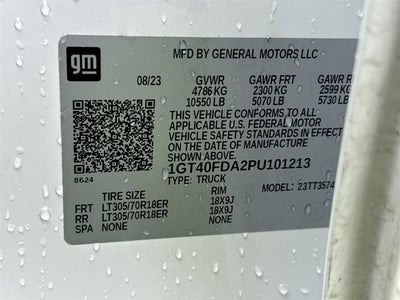 gm
MFD BY GENERAL MOTORS LLC
08/23 GVWR GAWR FRT GAWR RR
4786 KG 2300 KG 2599 KG
10550 LB 5070 LB 5730 LB
THIS VEHICLE CONFORMS TO ALL
APPLICABLE U.S. FEDERAL MOTOR
VEHICLE SAFETY STANDARDS IN EFFECT
ON THE DATE OF MANUFACTURE
SHOWN ABOVE.
1GT40FDA2PU101213
8624
TYPE: TRUCK MODEL: 23TT3574
TIRE SIZE RIM
FRT LT305/70R18ER 18X9J
RR LT305/70R18ER 18X9J
SPA NONE NONE